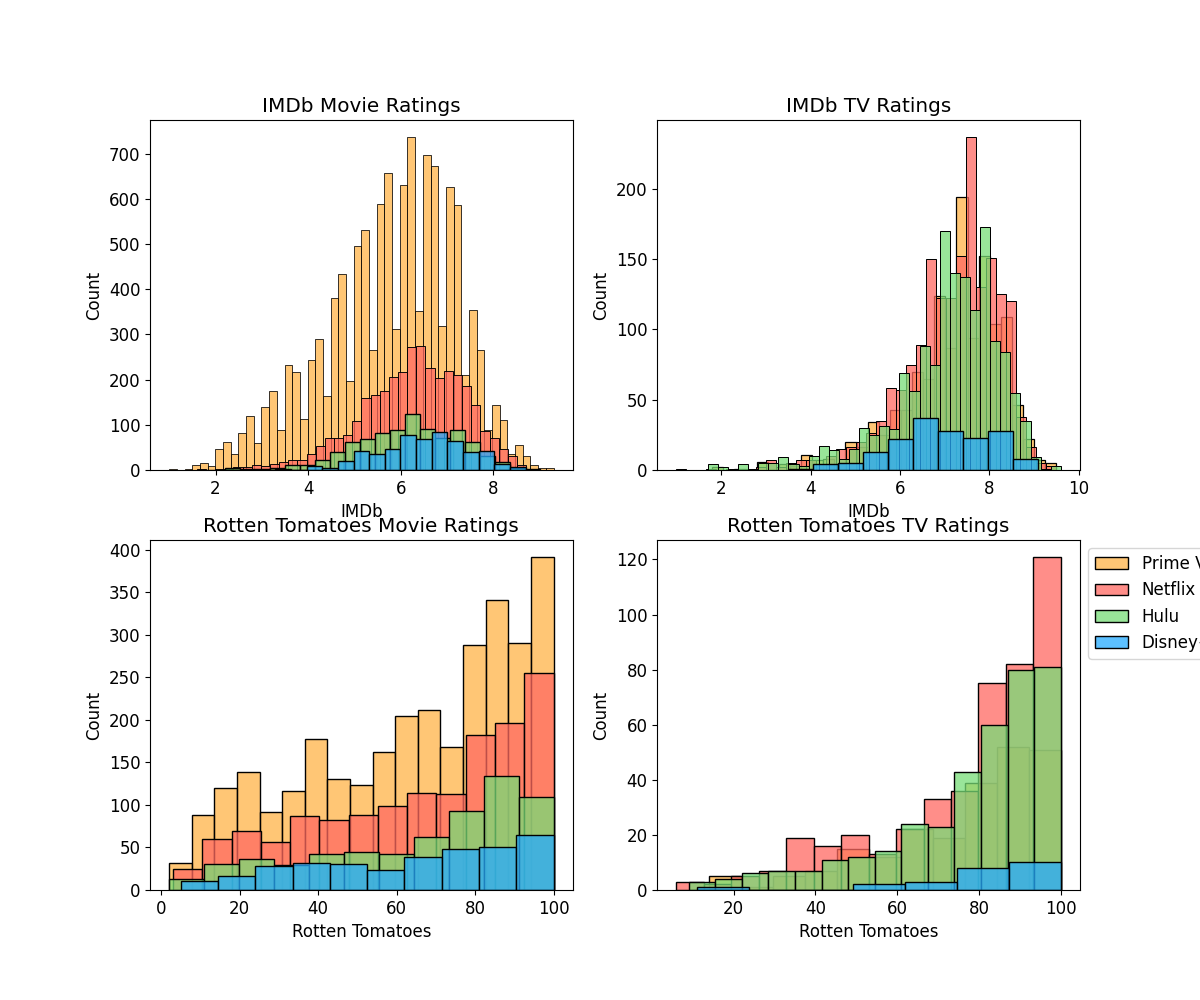 IMDb Movie Ratings
IMDb TV Ratings
700
600
500
400
300
200
100
0
Count
2 4 6 8
IMDb
200
150
100
50
0
Count
2 4 6 8 10
IMDb
Rotten Tomatoes Movie Ratings
Rotten Tomatoes TV Ratings
400
350
300
250
200
150
100
50
0
Count
0 20 40 60 80 100
Rotten Tomatoes
120
100
80
60
40
20
0
Count
20 40 60 80 100
Rotten Tomatoes
Prime V
Netflix
Hulu
Disney